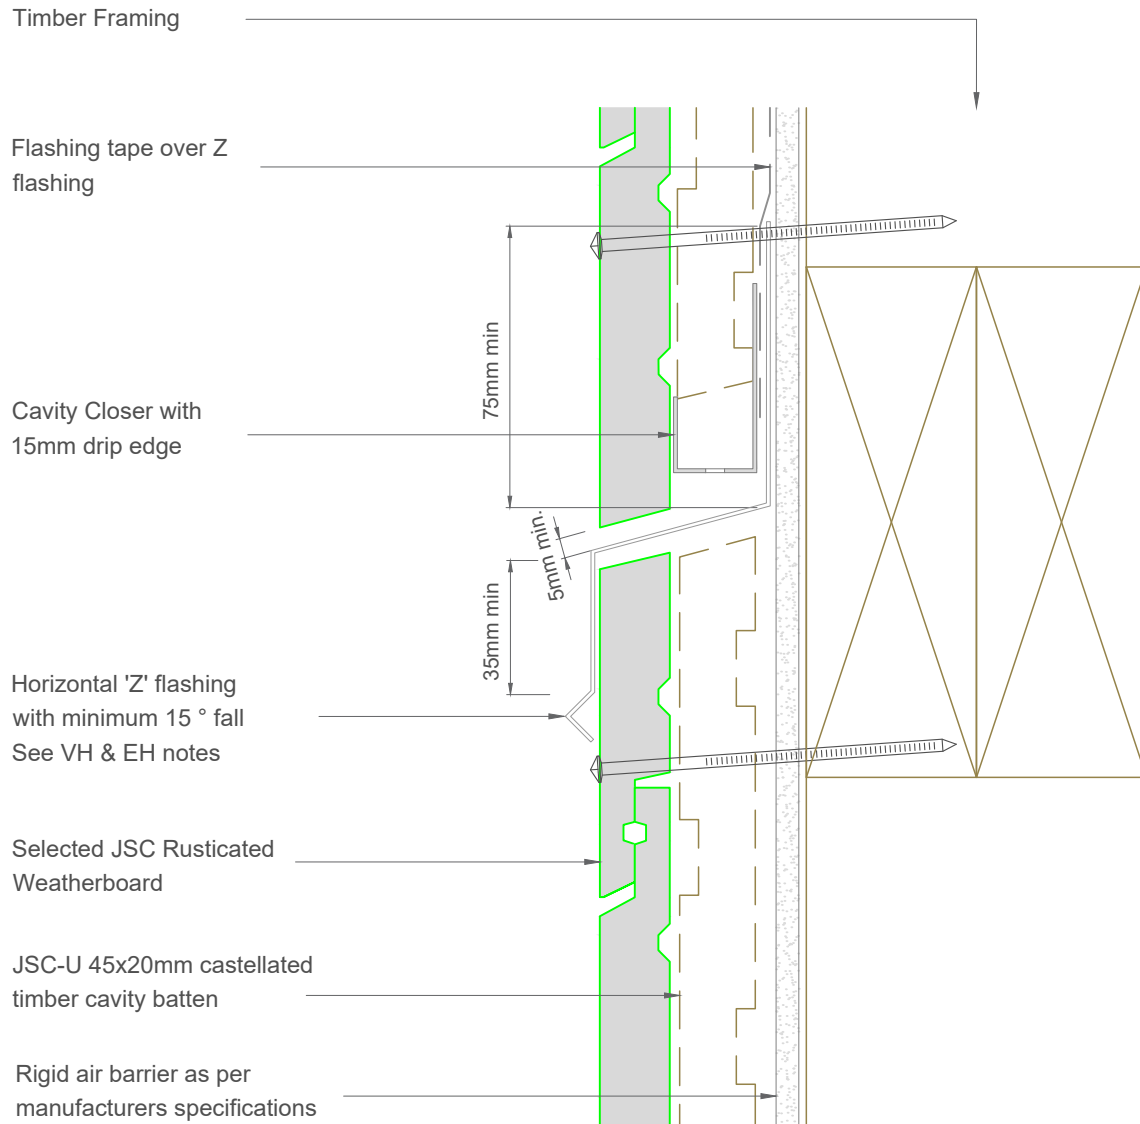 Timber Framing
Flashing tape over Z
flashing
75mm min
Cavity Closer with
15mm drip edge
5mm min.
35mm min
Horizontal 'Z' flashing
with minimum 15 ° fall
See VH & EH notes
Selected JSC Rusticated
Weatherboard
JSC-U 45x20mm castellated
timber cavity batten
Rigid air barrier as per
manufacturers specifications